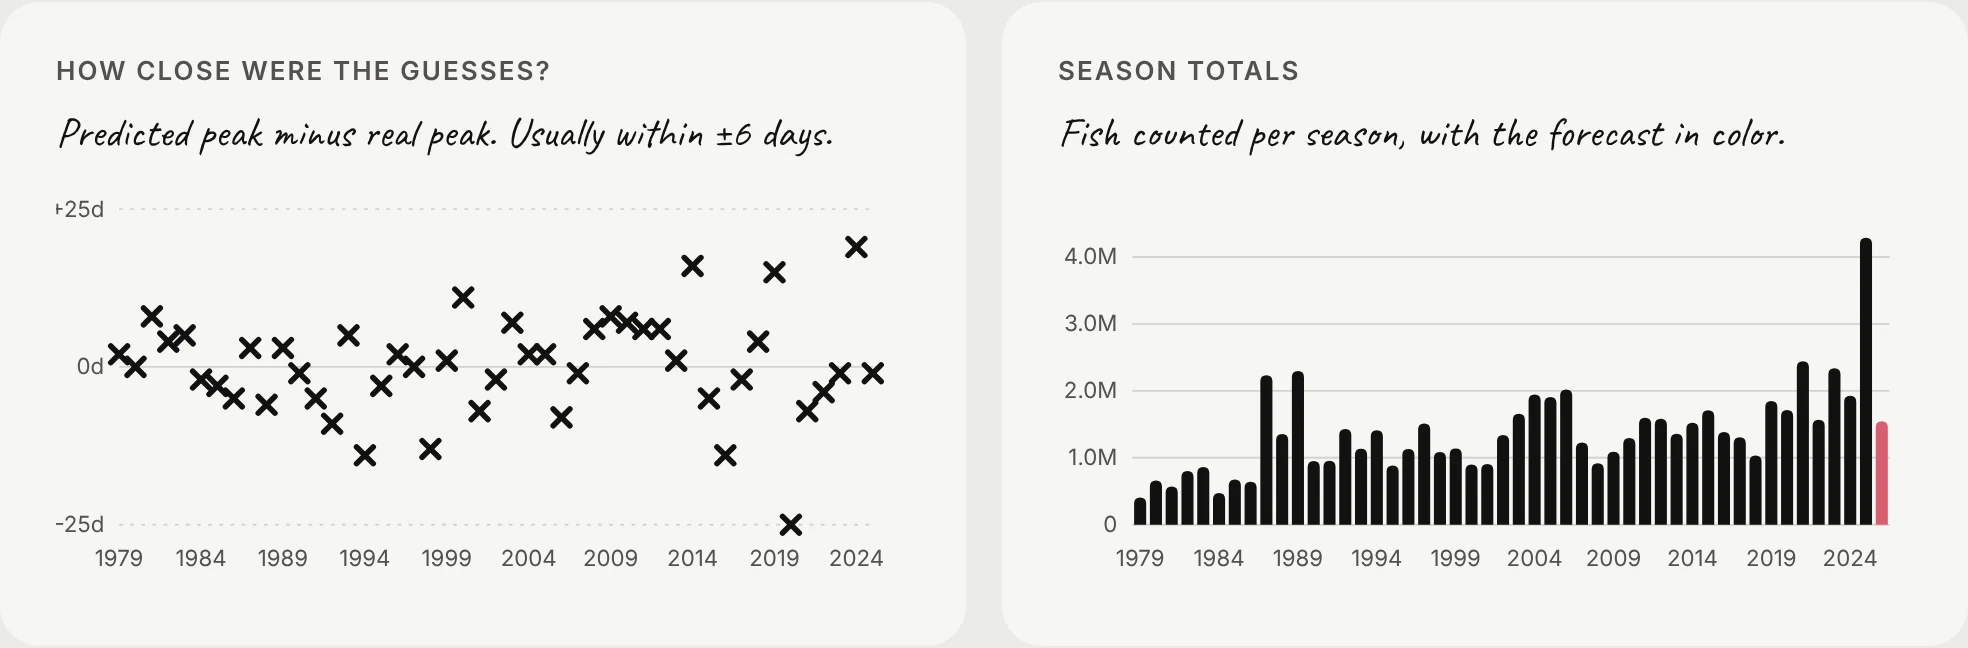 HOW CLOSE WERE THE GUESSES?
Predicted peak minus real peak. Usually within ±6 days.
+25d
0d
-25d
1979 1984 1989 1994 1999 2004 2009 2014 2019 2024
SEASON TOTALS
Fish counted per season, with the forecast in color.
4.0M
3.0M
2.0M
1.0M
0
1979 1984 1989 1994 1999 2004 2009 2014 2019 2024